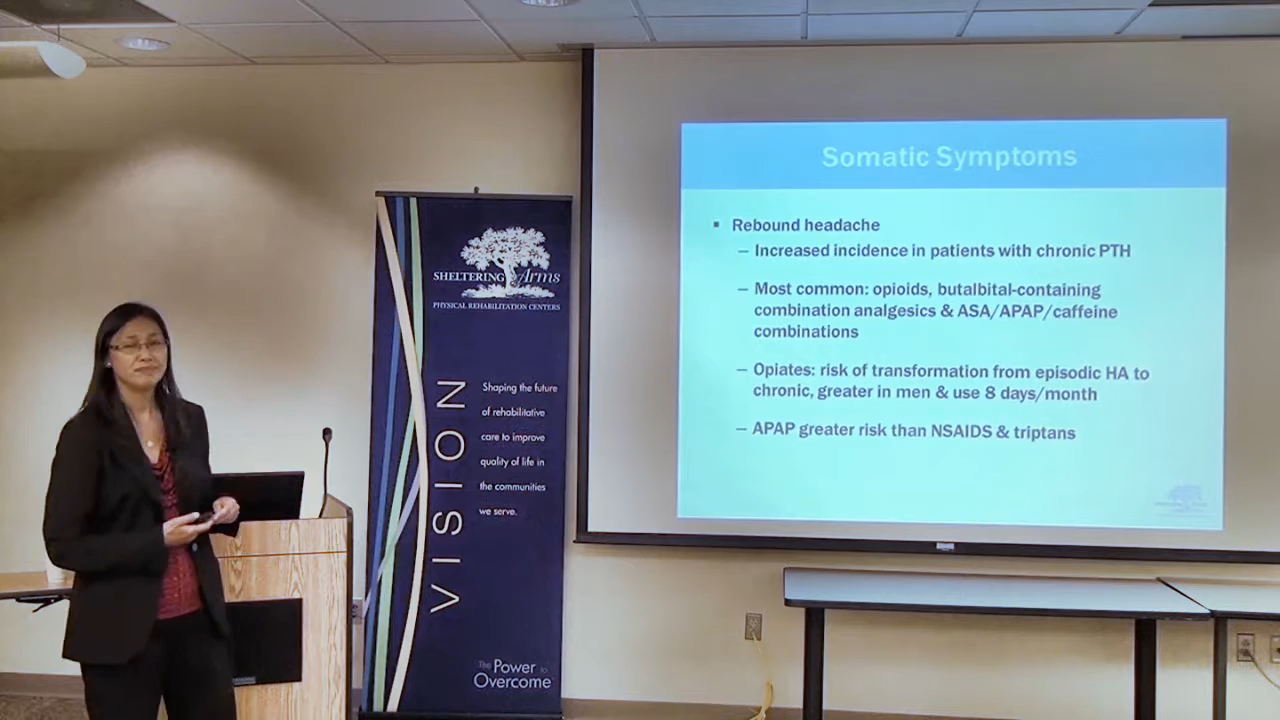 SHELTERING Arms
PHYSICAL REHABILITATION CENTERS
VISION
Shaping the future
of rehabilitative
care to improve
quality of life in
the communities
we serve.
The Power to
Overcome
Somatic Symptoms
▪ Rebound headache
– Increased incidence in patients with chronic PTH
– Most common: opioids, butalbital-containing
combination analgesics & ASA/APAP/caffeine
combinations
– Opiates: risk of transformation from episodic HA to
chronic, greater in men & use 8 days/month
– APAP greater risk than NSAIDS & triptans